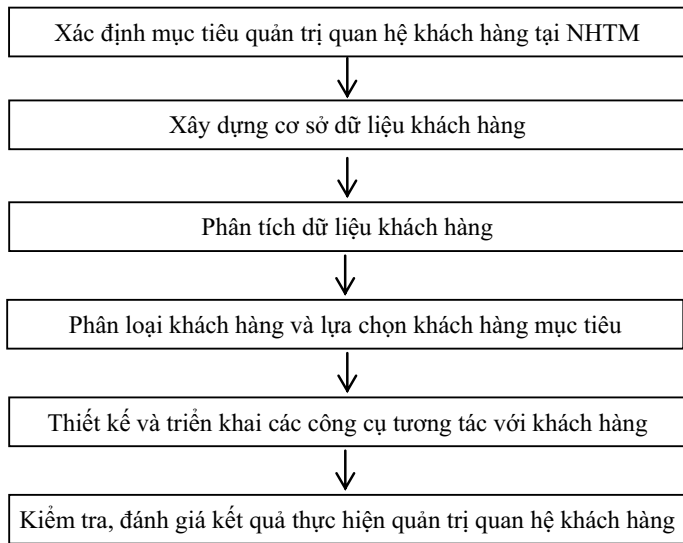 Xác định mục tiêu quản trị quan hệ khách hàng tại NHTM
Xây dựng cơ sở dữ liệu khách hàng
Phân tích dữ liệu khách hàng
Phân loại khách hàng và lựa chọn khách hàng mục tiêu
Thiết kế và triển khai các công cụ tương tác với khách hàng
Kiểm tra, đánh giá kết quả thực hiện quản trị quan hệ khách hàng